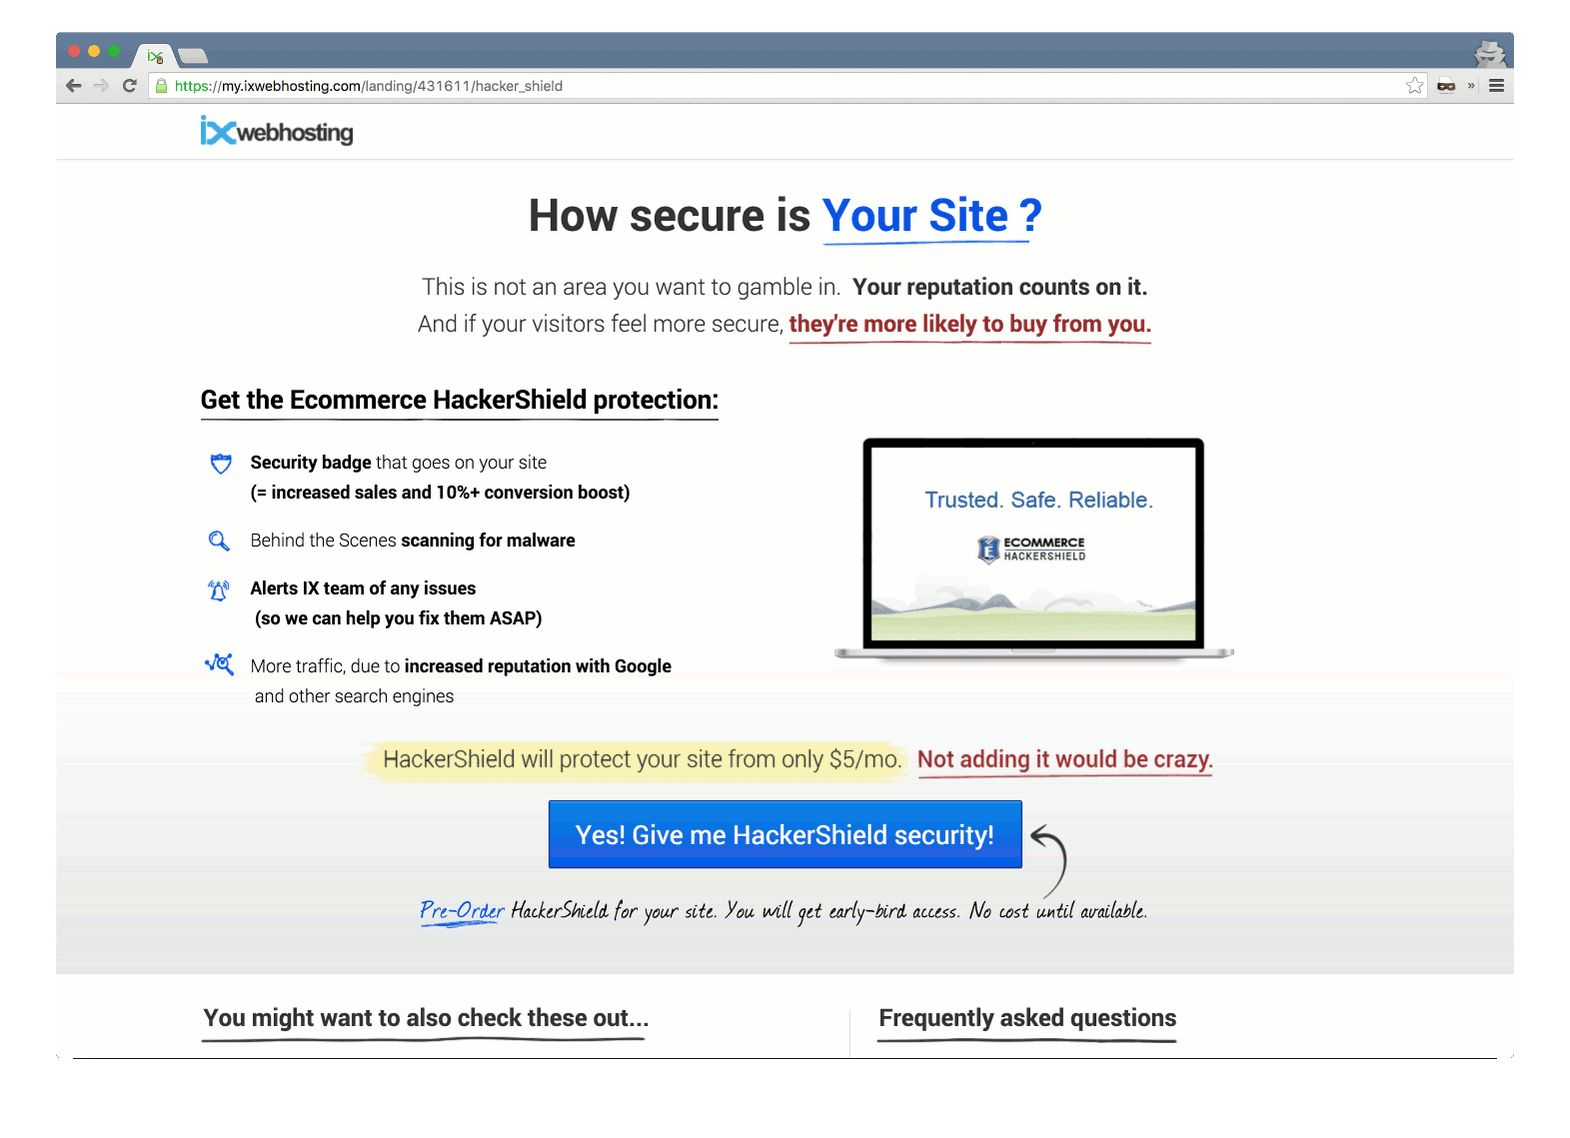 https://my.ixwebhosting.com/landing/431611/hacker_shield
ixwebhosting
How secure is Your Site ?
This is not an area you want to gamble in. Your reputation counts on it.
And if your visitors feel more secure, they're more likely to buy from you.
Get the Ecommerce HackerShield protection:
Security badge that goes on your site
(= increased sales and 10%+ conversion boost)
Behind the Scenes scanning for malware
Alerts IX team of any issues
(so we can help you fix them ASAP)
More traffic, due to increased reputation with Google
and other search engines
Trusted. Safe. Reliable.
E
ECOMMERCE
HACKERSHIELD
HackerShield will protect your site from only $5/mo. Not adding it would be crazy.
Yes! Give me HackerShield security!
Pre-Order HackerShield for your site. You will get early-bird access. No cost until available.
You might want to also check these out...
Frequently asked questions